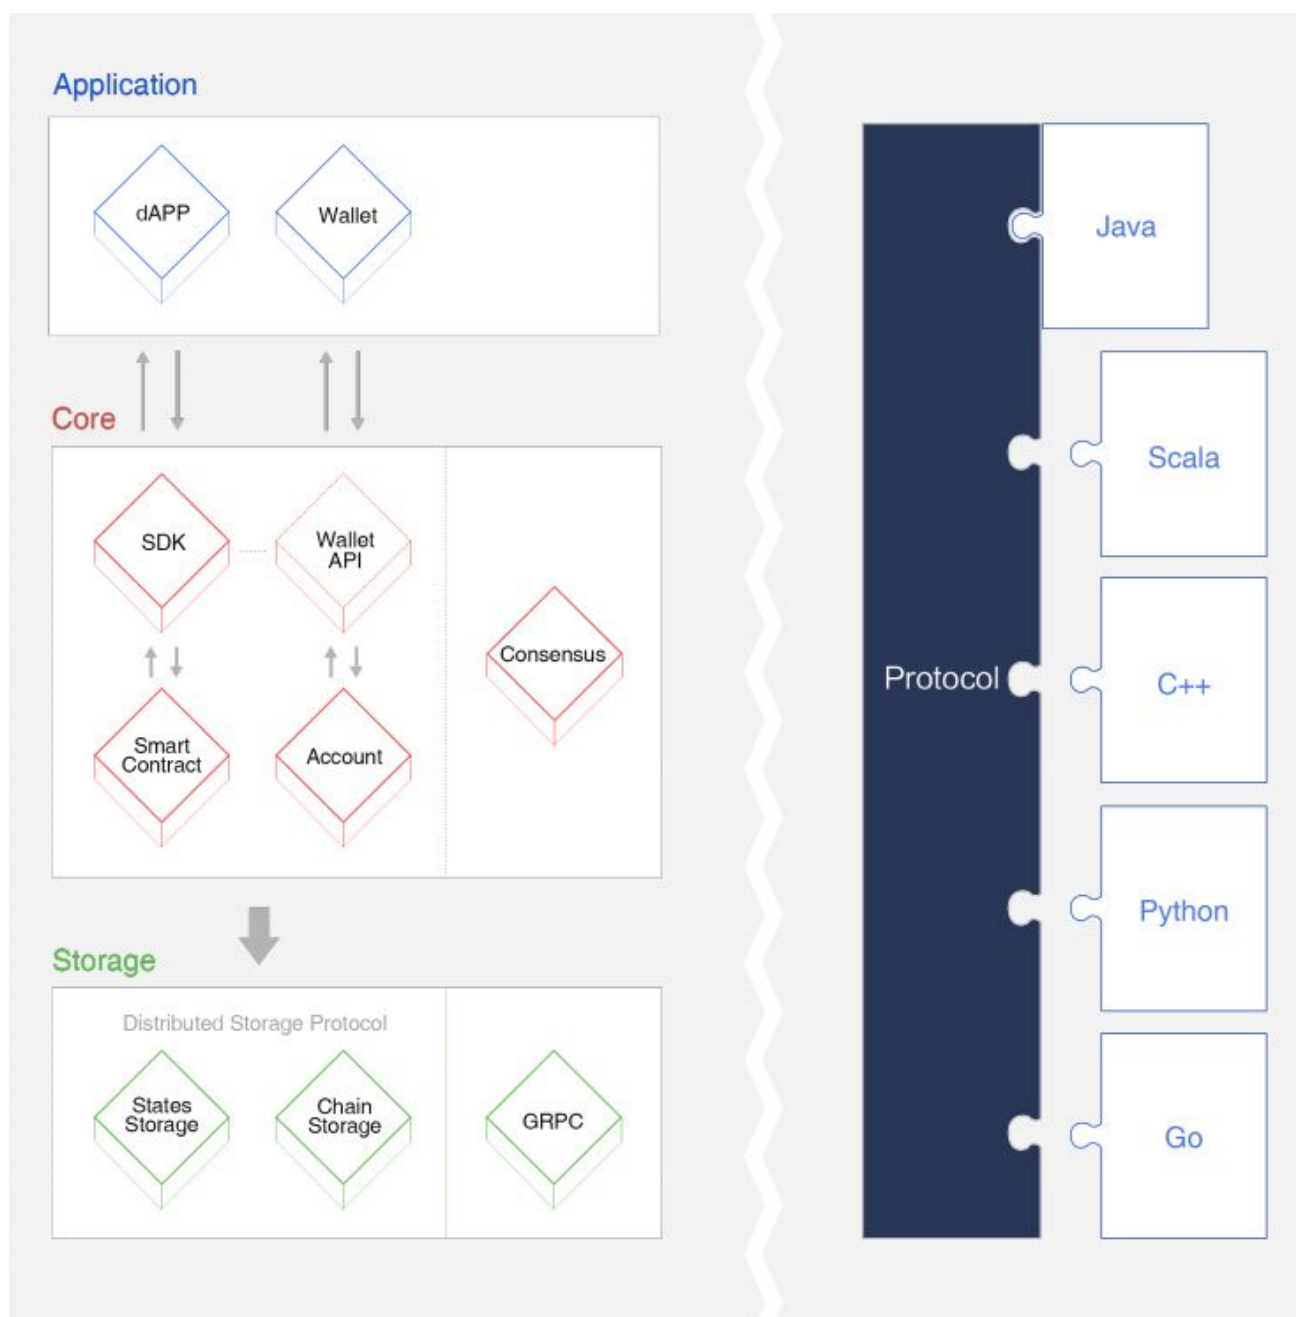 Application
dAPP
Wallet
Core
SDK
Wallet
API
Consensus
Smart
Contract
Account
Storage
Distributed Storage Protocol
States
Storage
Chain
Storage
GRPC
Protocol
Java
Scala
C++
Python
Go